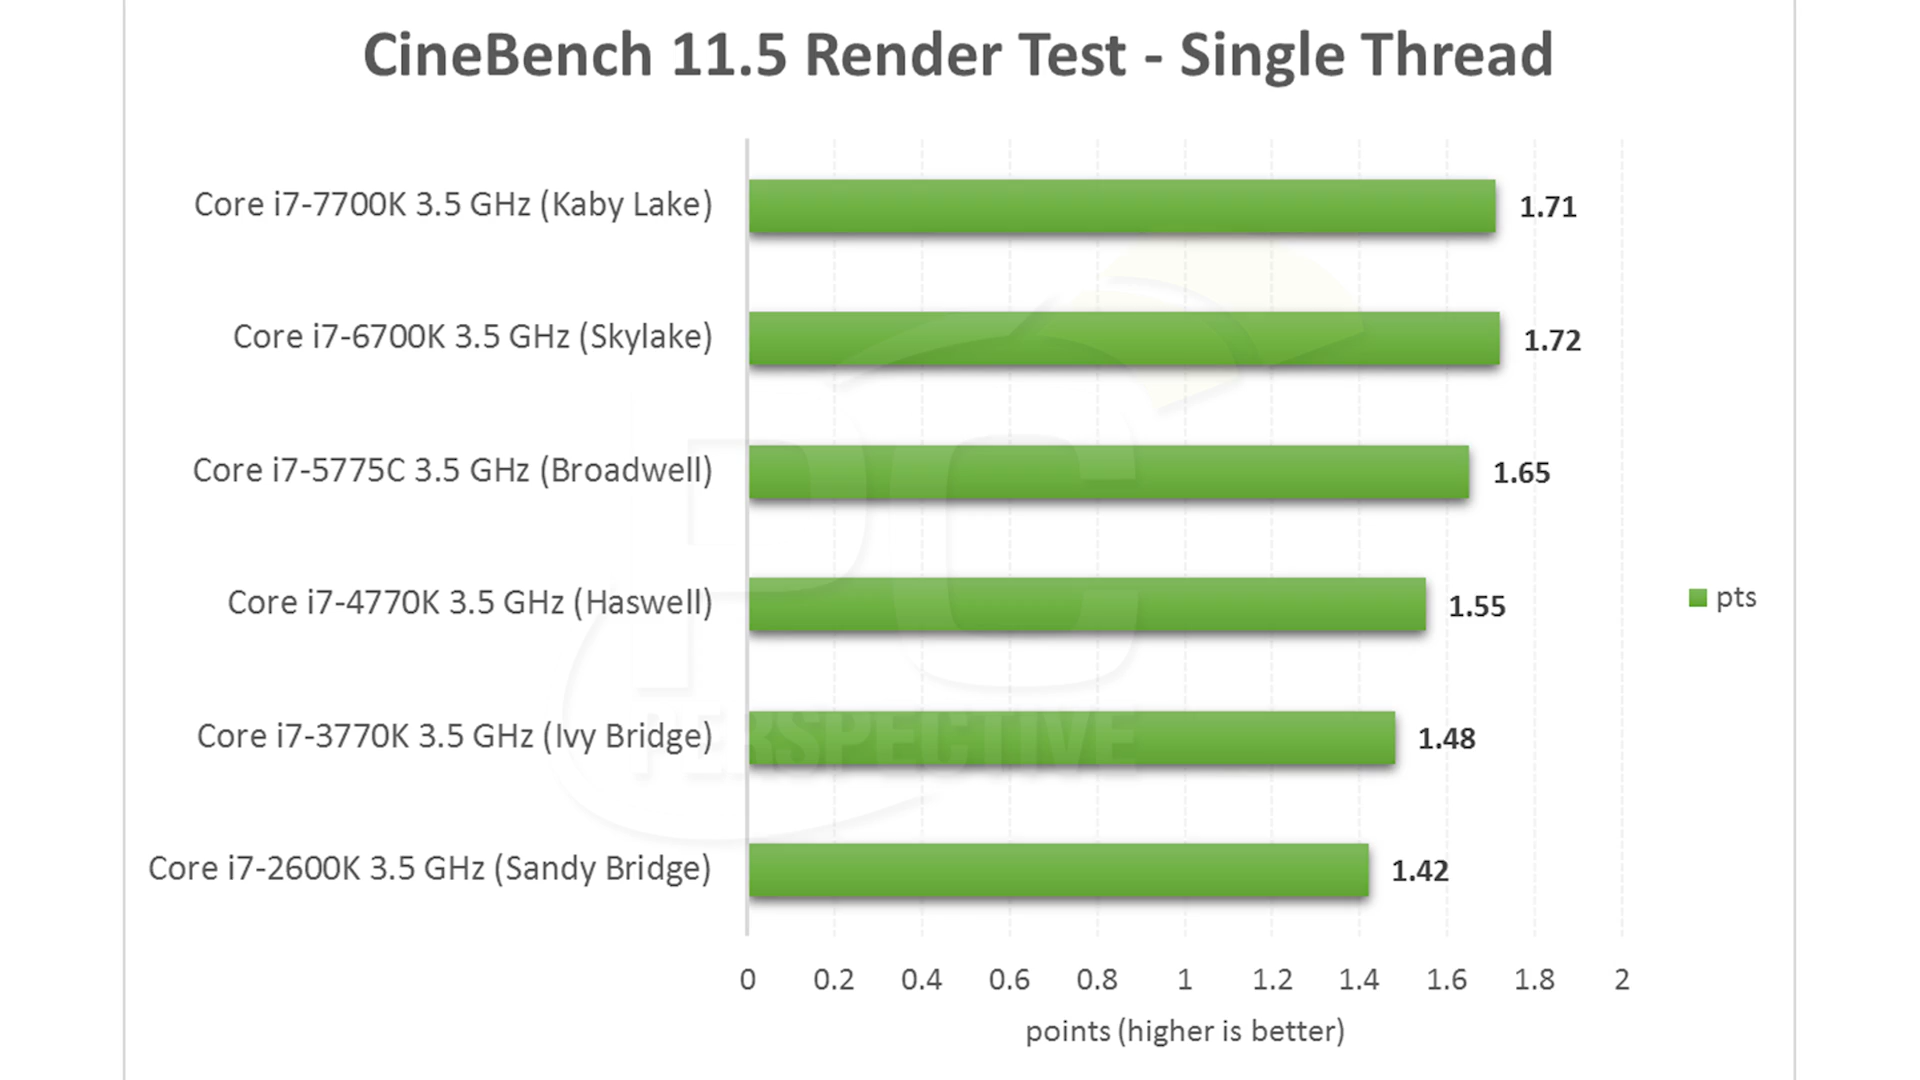 CineBench 11.5 Render Test - Single Thread
Core i7-7700K 3.5 GHz (Kaby Lake)
1.71
Core i7-6700K 3.5 GHz (Skylake)
1.72
Core i7-5775C 3.5 GHz (Broadwell)
1.65
Core i7-4770K 3.5 GHz (Haswell)
1.55
pts
Core i7-3770K 3.5 GHz (Ivy Bridge)
1.48
Core i7-2600K 3.5 GHz (Sandy Bridge)
1.42
0 0.2 0.4 0.6 0.8 1 1.2 1.4 1.6 1.8 2
points (higher is better)
PC
PERSPECTIVE